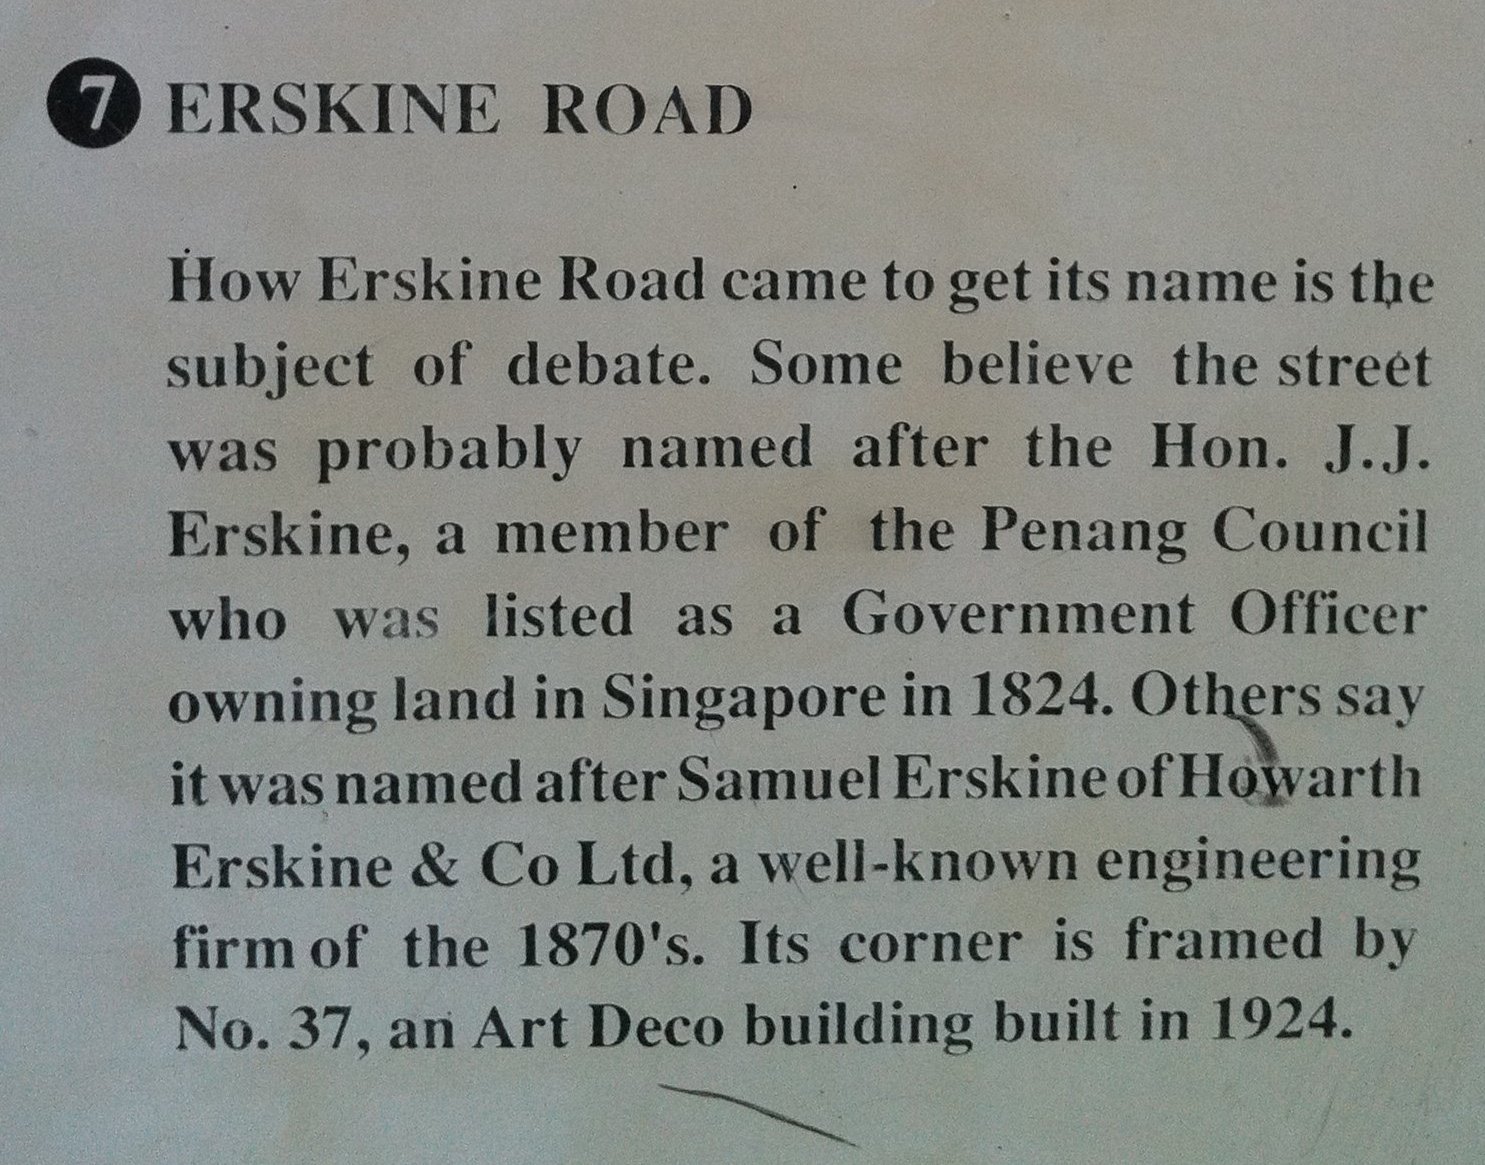 7 ERSKINE ROAD
How Erskine Road came to get its name is the
subject of debate. Some believe the street
was probably named after the Hon. J.J.
Erskine, a member of the Penang Council
who was listed as a Government Officer
owning land in Singapore in 1824. Others say
it was named after Samuel Erskine of Howarth
Erskine & Co Ltd, a well-known engineering
firm of the 1870's. Its corner is framed by
No. 37, an Art Deco building built in 1924.